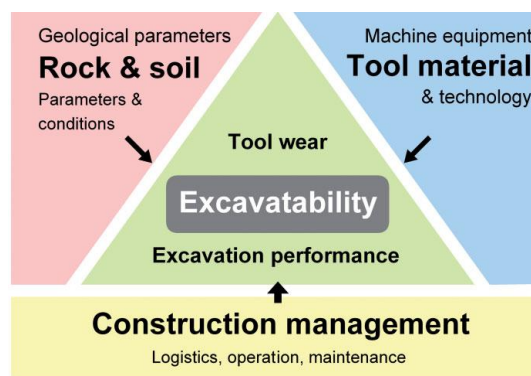 Geological parameters
Rock & soil
Parameters &
conditions
Machine equipment
Tool material
& technology
Tool wear
Excavatability
Excavation performance
Construction management
Logistics, operation, maintenance